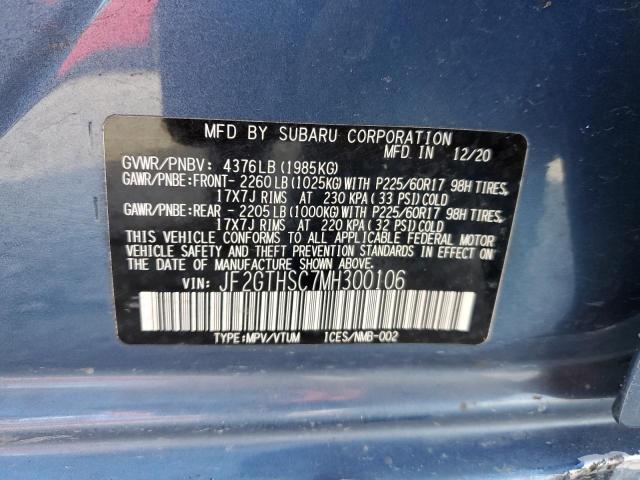 MFD BY SUBARU CORPORATION
MFD IN 12/20
GVWR/PNBV: 4376LB(1985KG)
GAWR/PNBE:FRONT- 2260LB(1025KG)WITH P225/60R17 98H TIRES,
17X7J RIMS AT 230 KPA(33 PSI)COLD
GAWR/PNBE:REAR - 2205LB(1000KG)WITH P225/60R17 98H TIRES,
17X7J RIMS AT 220 KPA(32 PSI)COLD
THIS VEHICLE CONFORMS TO ALL APPLICABLE FEDERAL MOTOR
VEHICLE SAFETY AND THEFT PREVENTION STANDARDS IN EFFECT ON
THE DATE OF MANUFACTURE SHOWN ABOVE.
VIN: JF2GTHSC7MH300106
TYPE:MPV/VTUM ICES/NMB-002